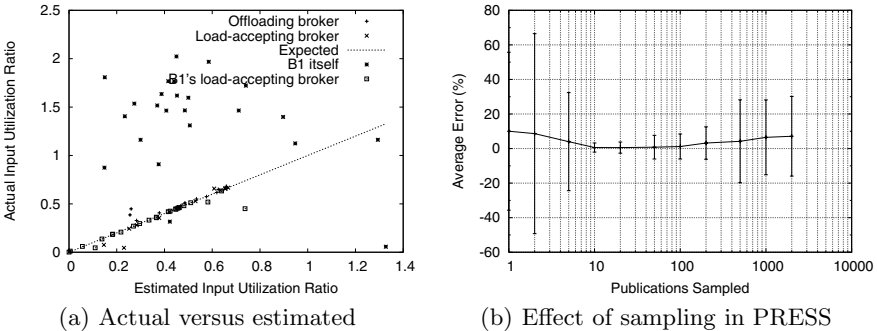 Actual Input Utilization Ratio
2.5
2
1.5
1
0.5
0
0 0.2 0.4 0.6 0.8 1 1.2 1.4
Estimated Input Utilization Ratio
Offloading broker
Load-accepting broker
Expected
B1 itself
B1's load-accepting broker
(a) Actual versus estimated
Average Error (%)
80
60
40
20
0
-20
-40
-60
1 10 100 1000 10000
Publications Sampled
(b) Effect of sampling in PRESS